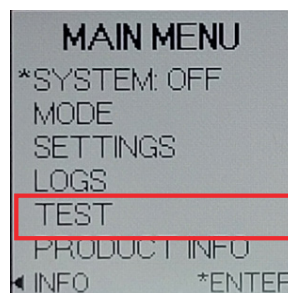 MAIN MENU
*SYSTEM: OFF
MODE
SETTINGS
LOGS
TEST
PRODUCT INFO
◄ INFO *ENTER